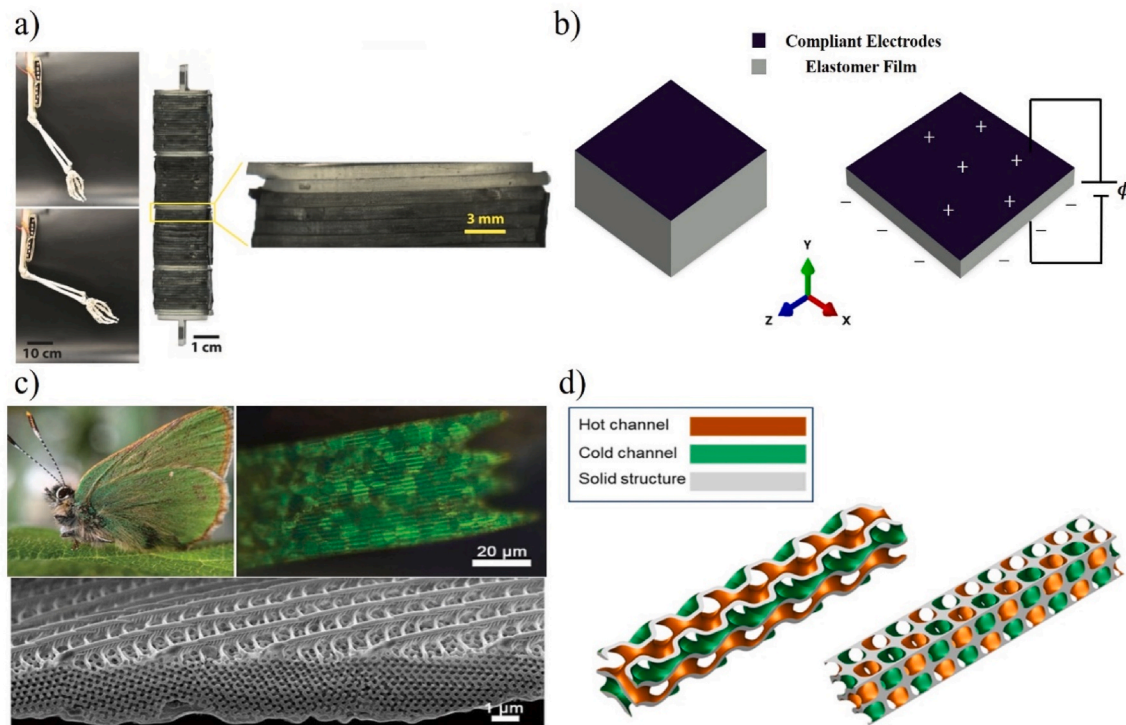 a)
10 cm
1 cm
3 mm
b)
Compliant Electrodes
Elastomer Film
+ + + + + +
− − − − − −
ϕ
Y
Z
X
c)
20 μm
1 μm
d)
Hot channel
Cold channel
Solid structure